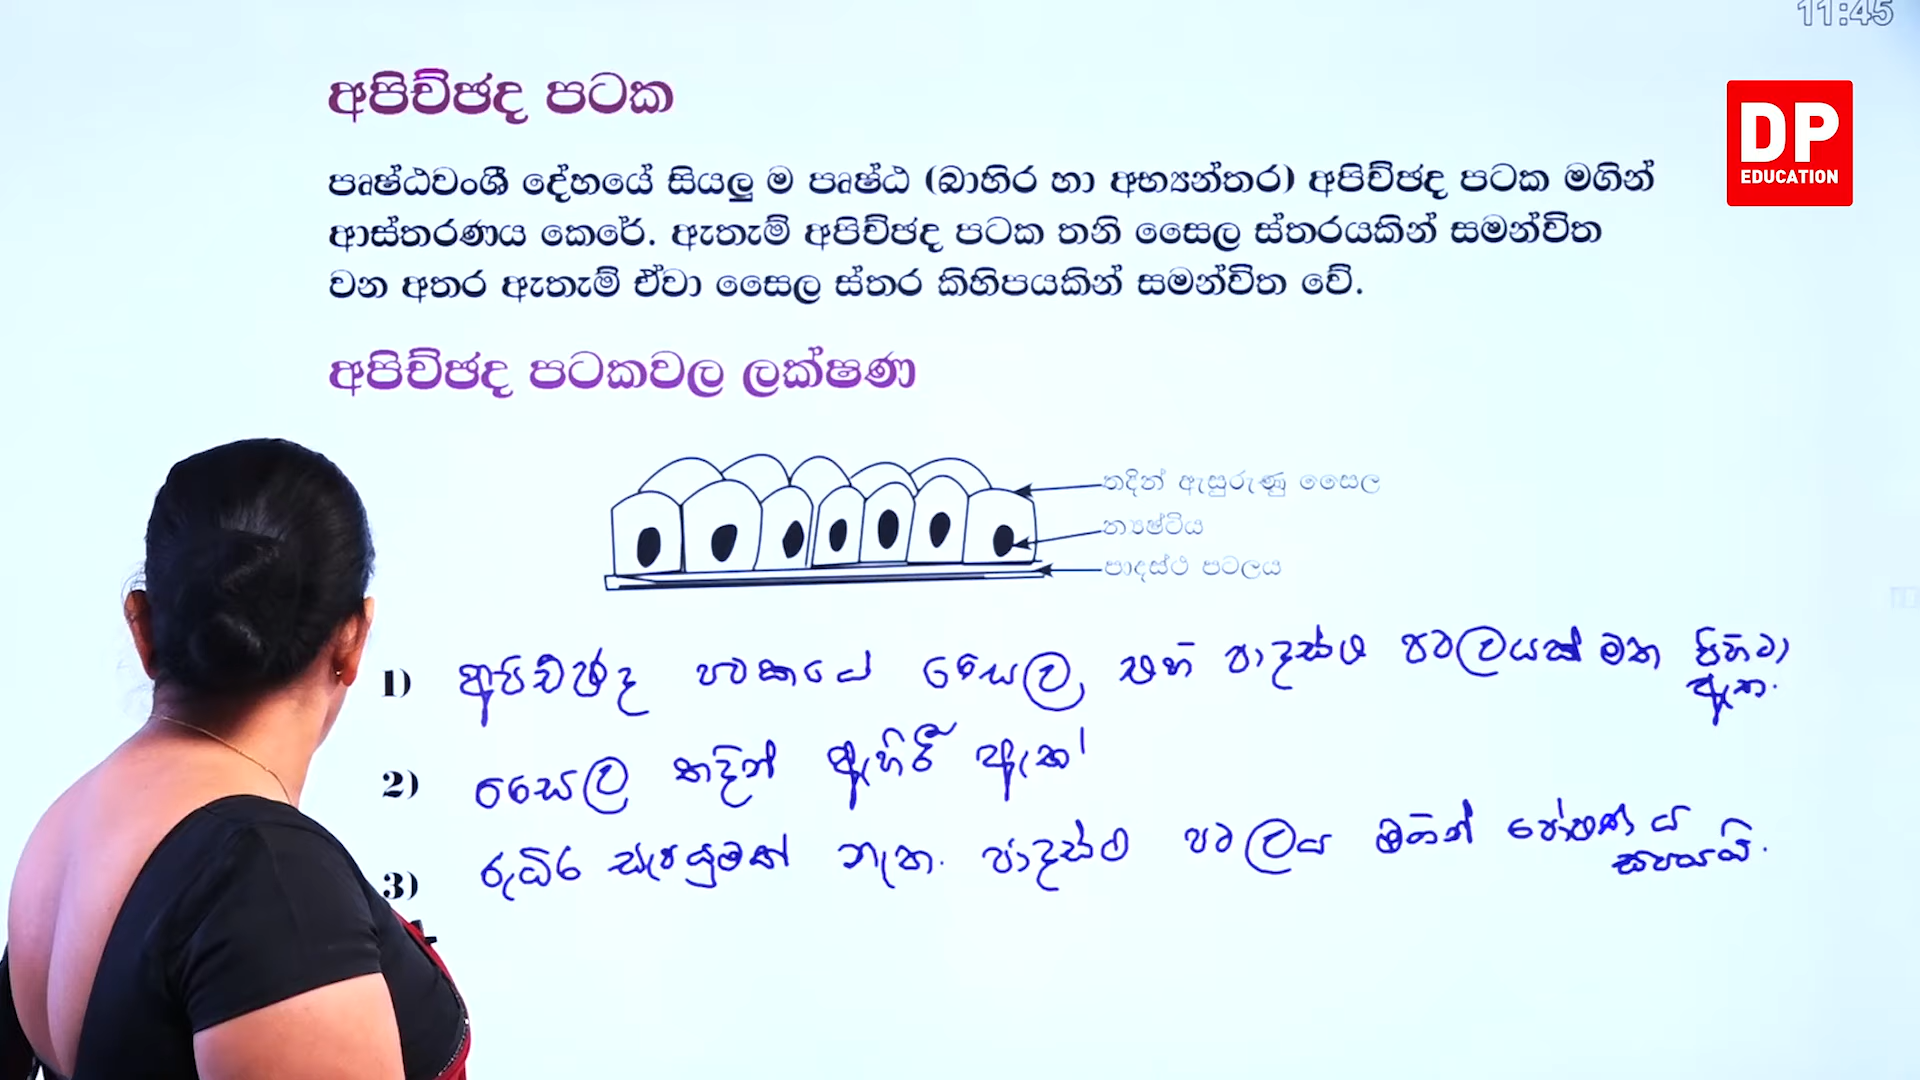 11:45
අපිච්ඡද පටක
DP
EDUCATION
පෘෂ්ඨවංශී දේහයේ සියලු ම පෘෂ්ඨ (බාහිර හා අභ්‍යන්තර) අපිච්ඡද පටක මගින්
ආස්තරණය කෙරේ. ඇතැම් අපිච්ඡද පටක තනි සෛල ස්තරයකින් සමන්විත
වන අතර ඇතැම් ඒවා සෛල ස්තර කිහිපයකින් සමන්විත වේ.
අපිච්ඡද පටකවල ලක්ෂණ
තදින් ඇසුරුණු සෛල
න්‍යෂ්ටිය
පාදස්ථ පටලය
1) අපිච්ඡද පටකයේ සෛල, පාදස්ථ පටලයක් මත පිහිටා
ඇත.
2) සෛල තදින් ඇහිරී ඇත.
3) රුධිර සැපයුමක් නැත. පාදස්ථ පටලය මගින් පෝෂණය
සපයයි.